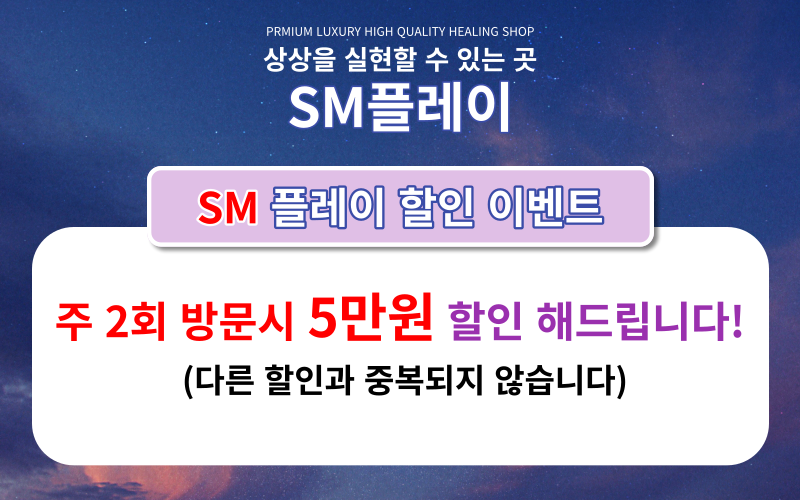 PRMIUM LUXURY HIGH QUALITY HEALING SHOP
상상을 실현할 수 있는 곳
SM플레이
SM 플레이 할인 이벤트
주 2회 방문시 5만원 할인 해드립니다!
(다른 할인과 중복되지 않습니다)